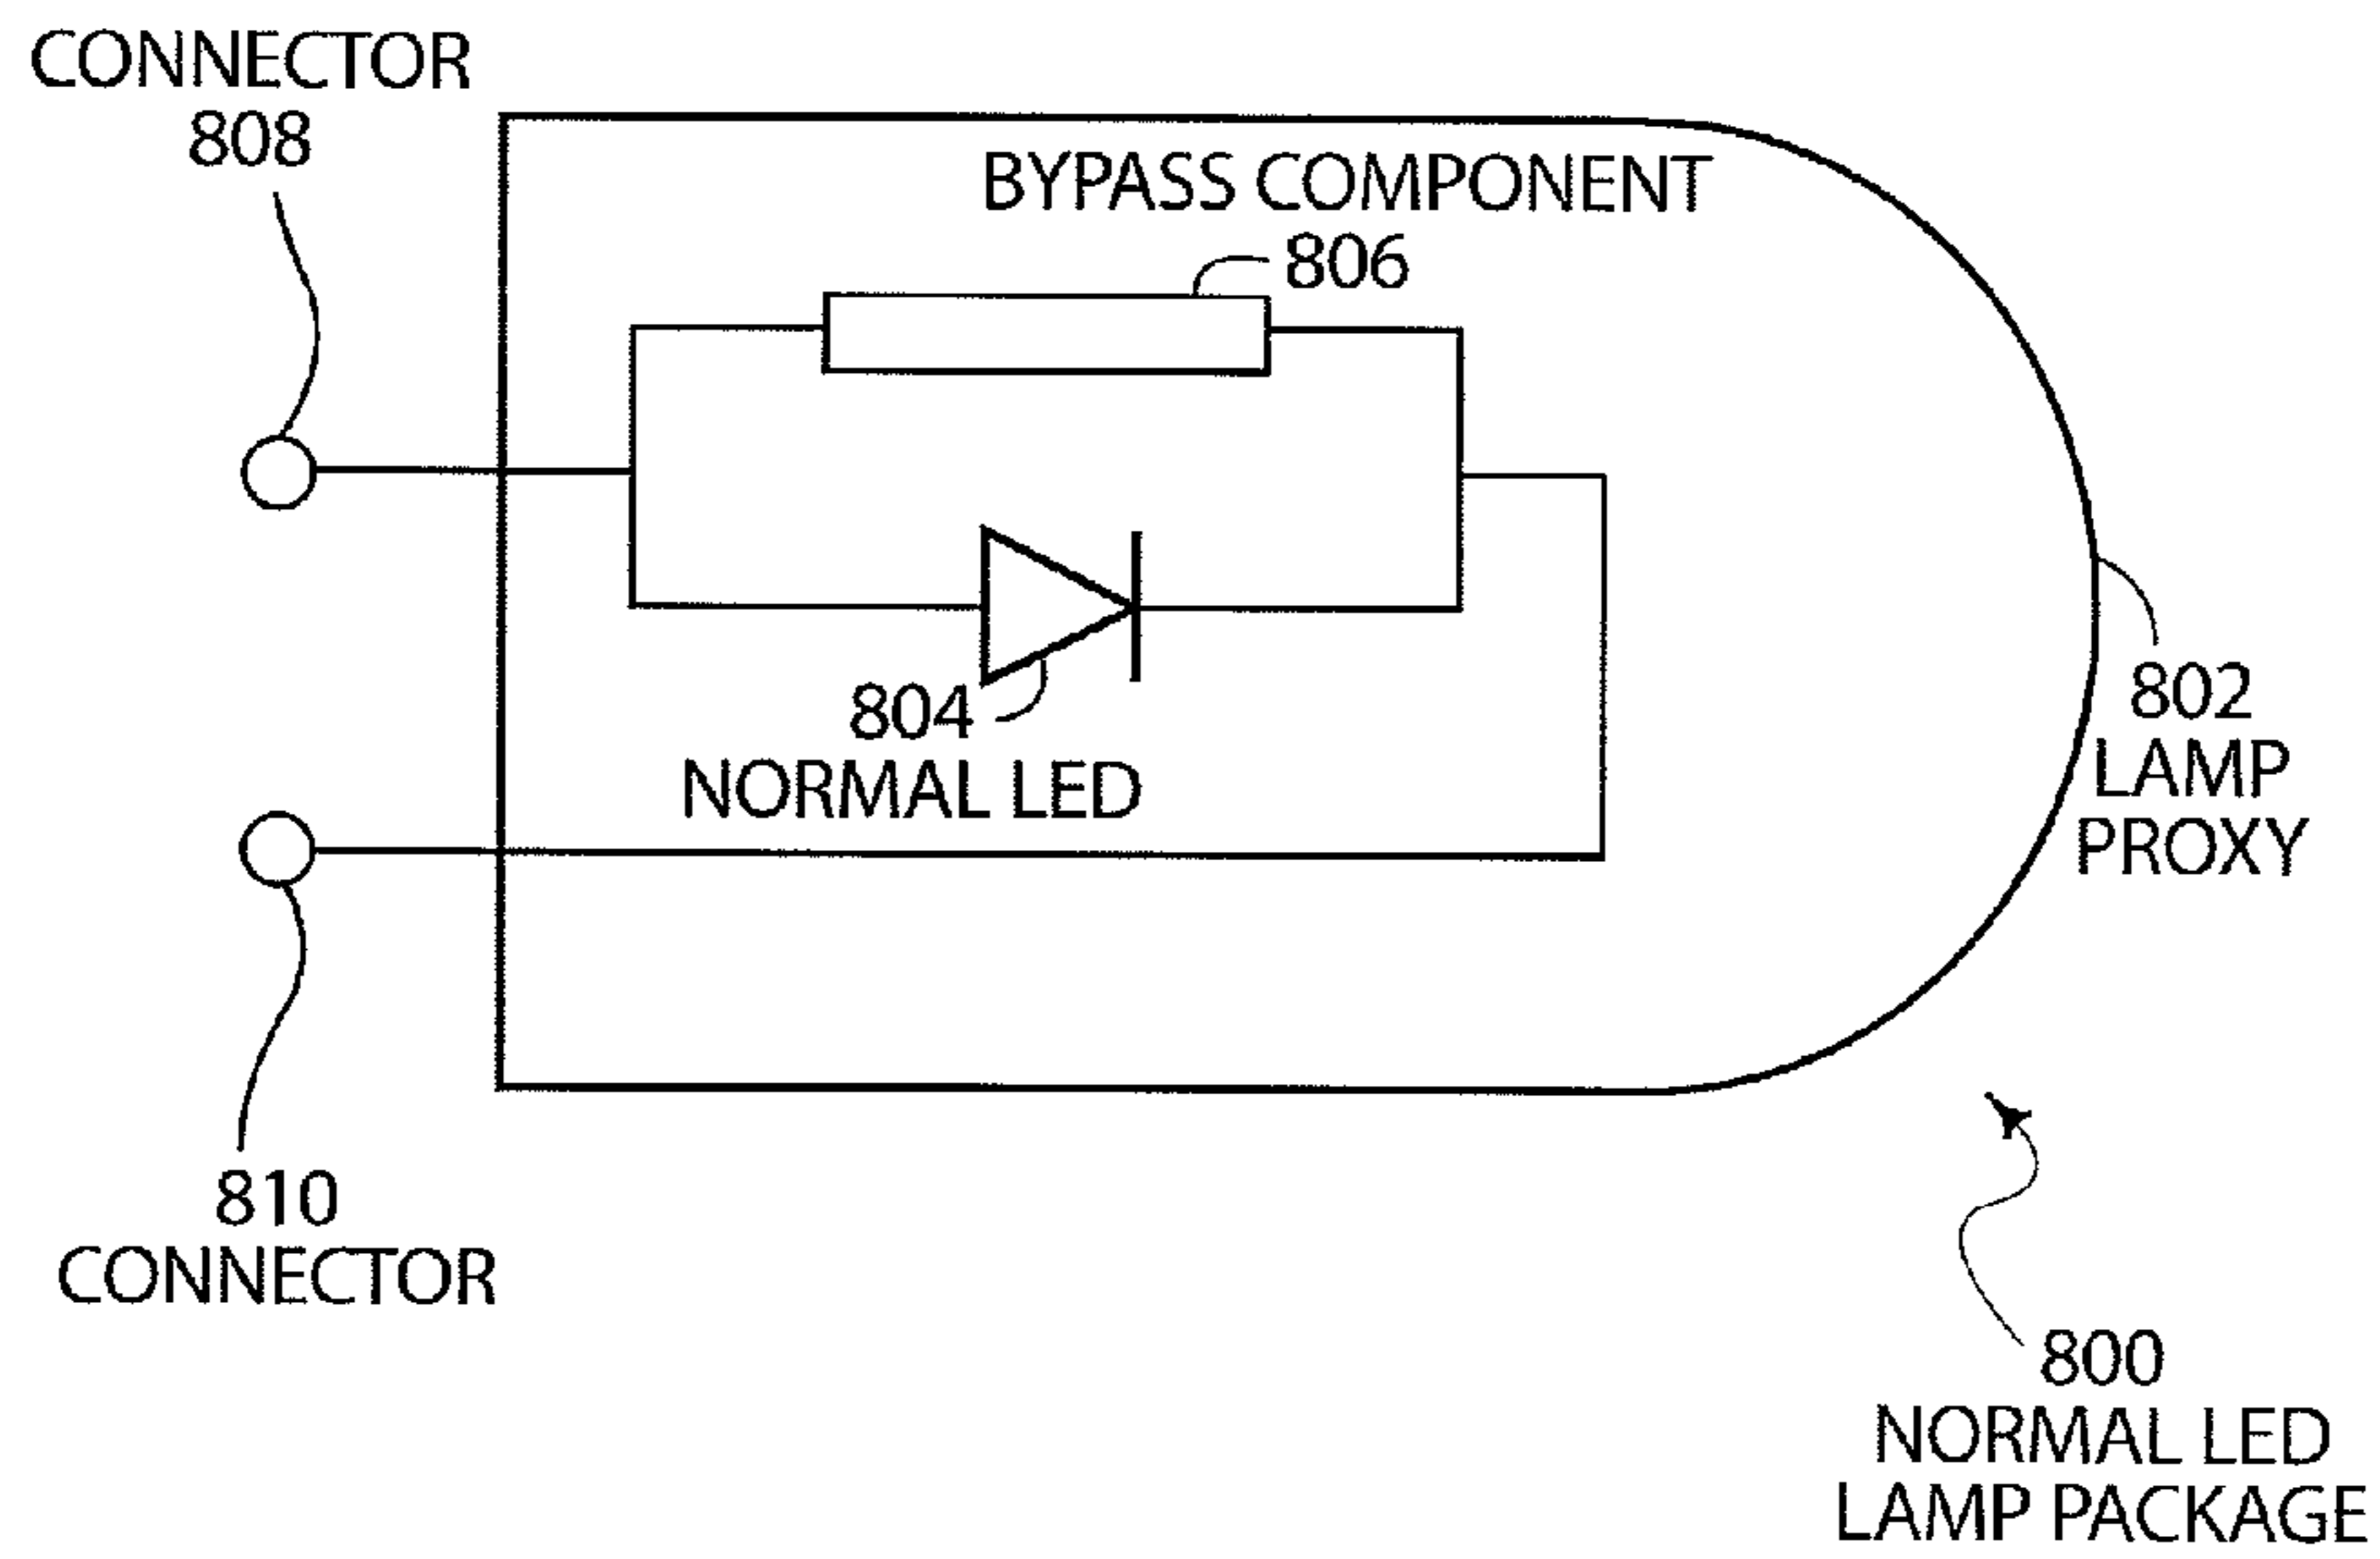 CONNECTOR
808
BYPASS COMPONENT
806
804
NORMAL LED
802
LAMP
PROXY
810
CONNECTOR
800
NORMAL LED
LAMP PACKAGE